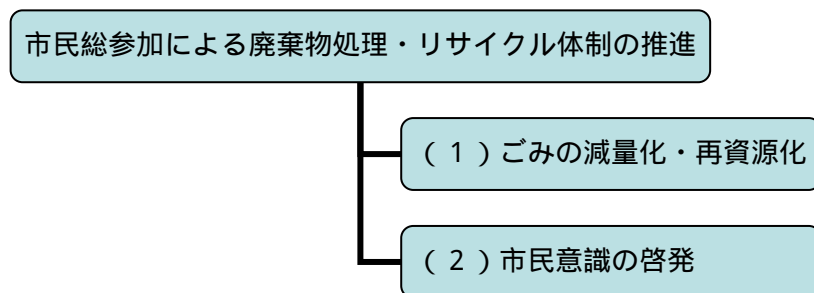 市民総参加による廃棄物処理・リサイクル体制の推進
（１）ごみの減量化・再資源化
（２）市民意識の啓発